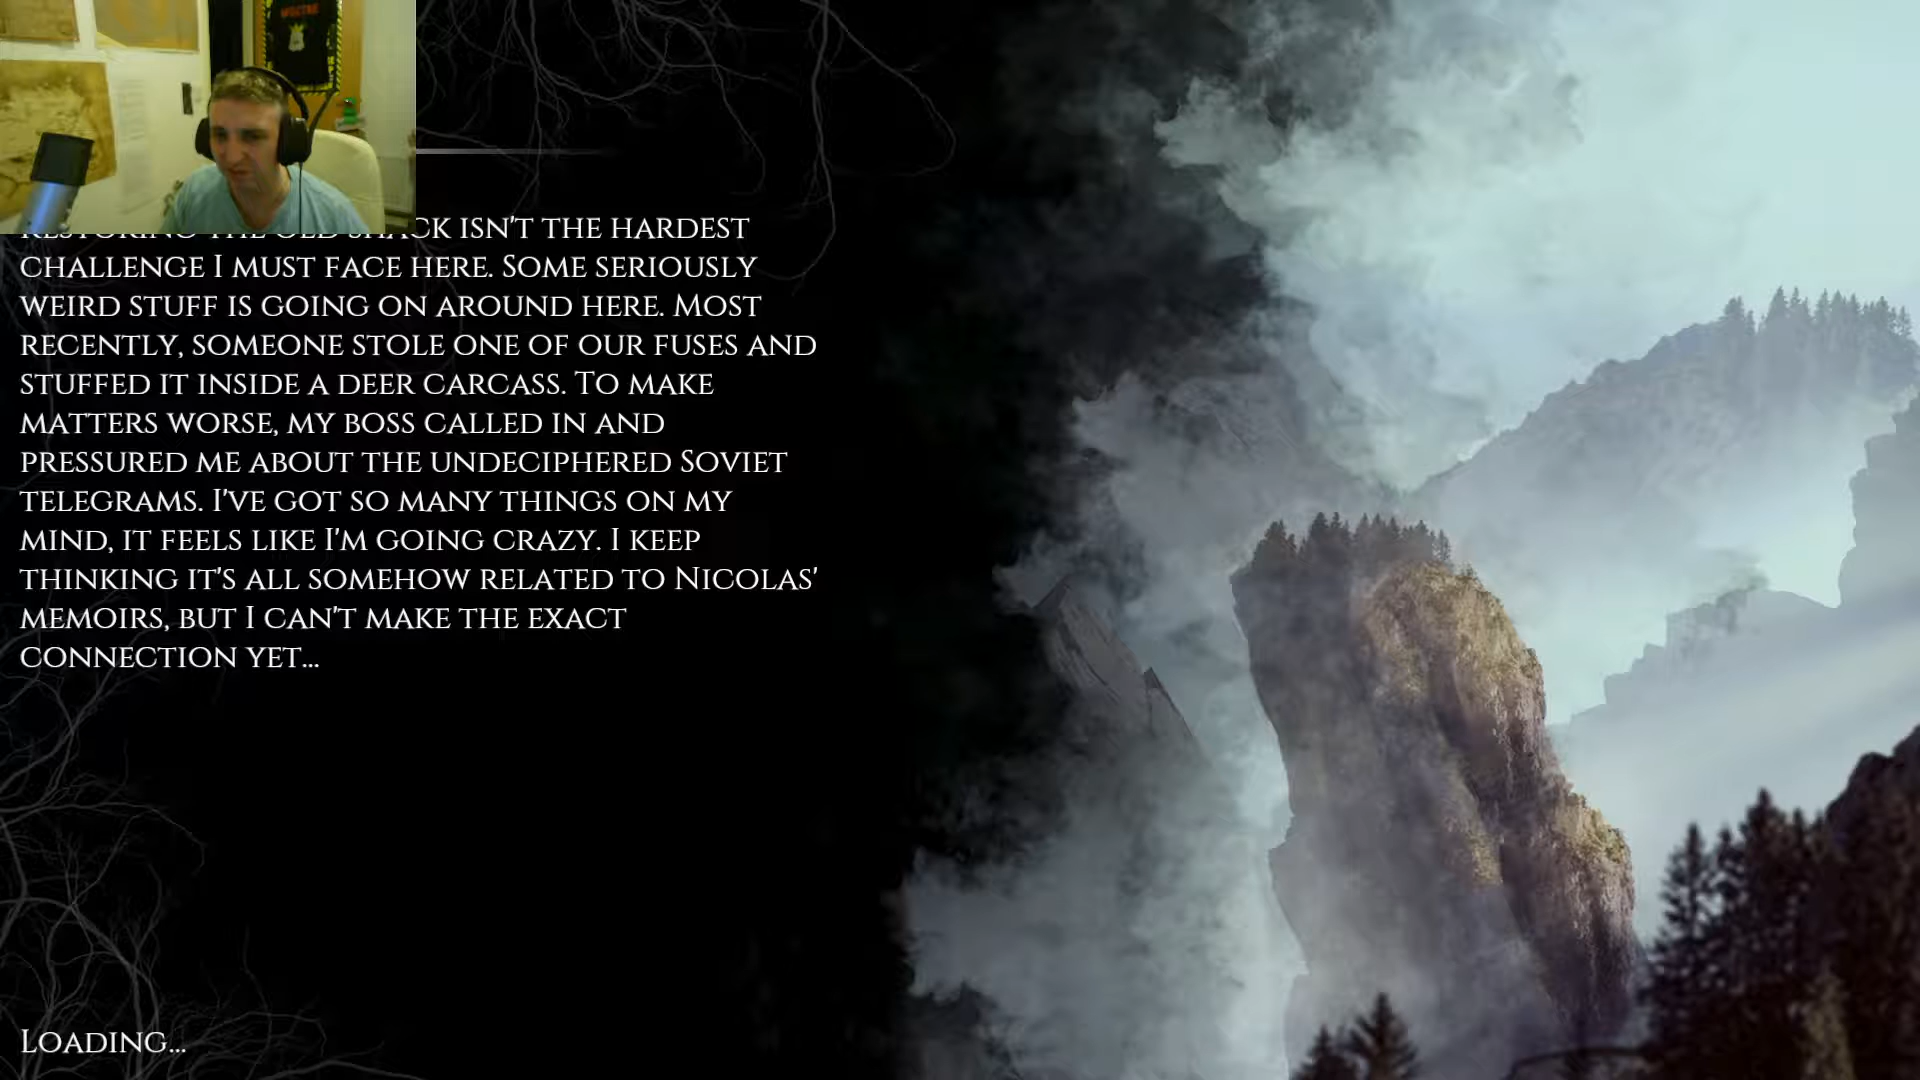 RESTORING THE OLD SHACK ISN'T THE HARDEST
CHALLENGE I MUST FACE HERE. SOME SERIOUSLY
WEIRD STUFF IS GOING ON AROUND HERE. MOST
RECENTLY, SOMEONE STOLE ONE OF OUR FUSES AND
STUFFED IT INSIDE A DEER CARCASS. TO MAKE
MATTERS WORSE, MY BOSS CALLED IN AND
PRESSURED ME ABOUT THE UNDECIPHERED SOVIET
TELEGRAMS. I'VE GOT SO MANY THINGS ON MY
MIND, IT FEELS LIKE I'M GOING CRAZY. I KEEP
THINKING IT'S ALL SOMEHOW RELATED TO NICOLAS'
MEMOIRS, BUT I CAN'T MAKE THE EXACT
CONNECTION YET...
LOADING...